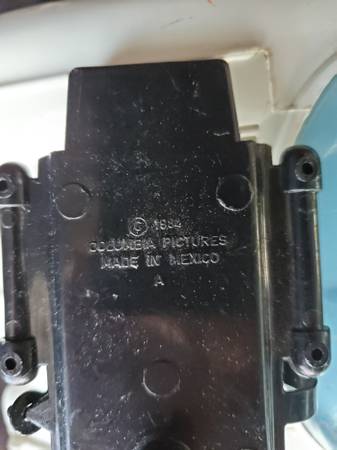 © 1984
COLUMBIA PICTURES
MADE IN MEXICO
A